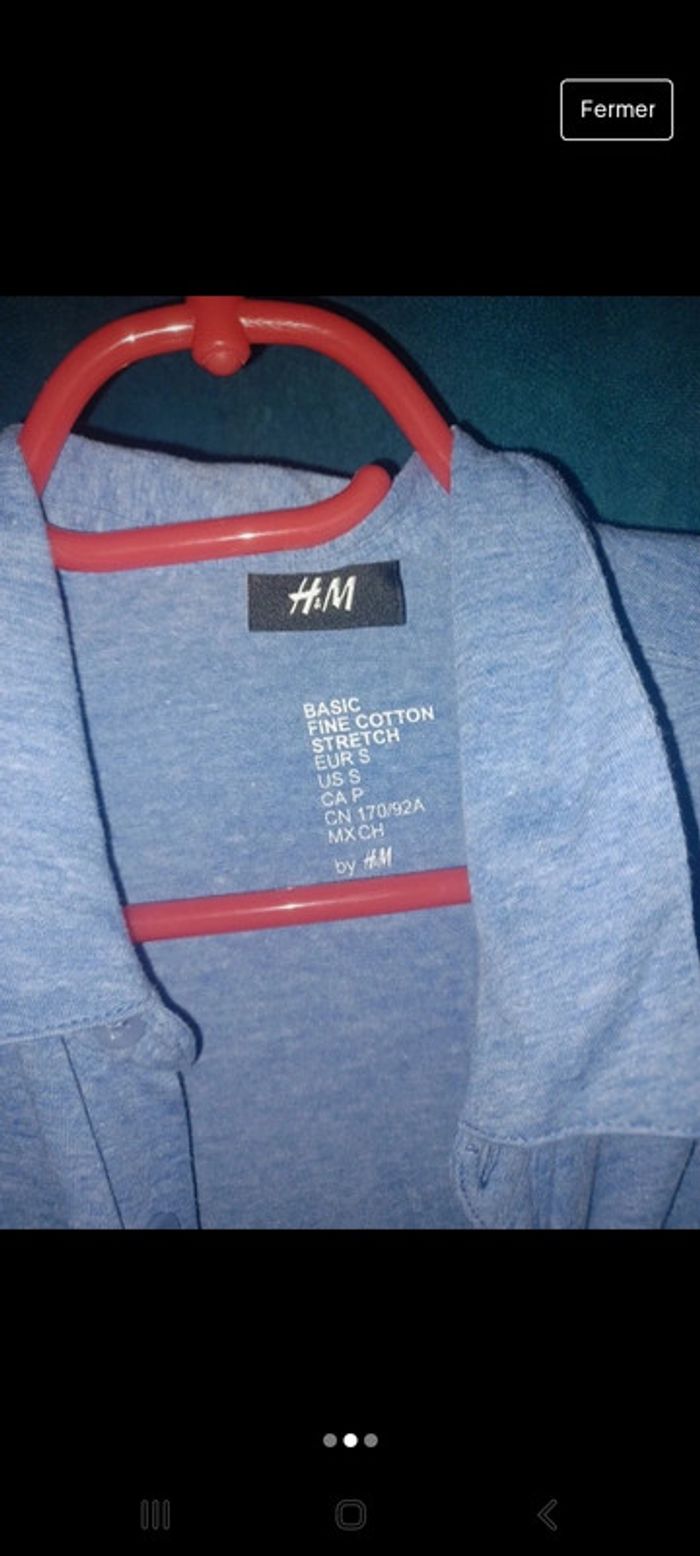 Fermer
H&M
BASIC
FINE COTTON
STRETCH
EUR S
US S
CA P
CN 170/92A
MX CH
by H&M